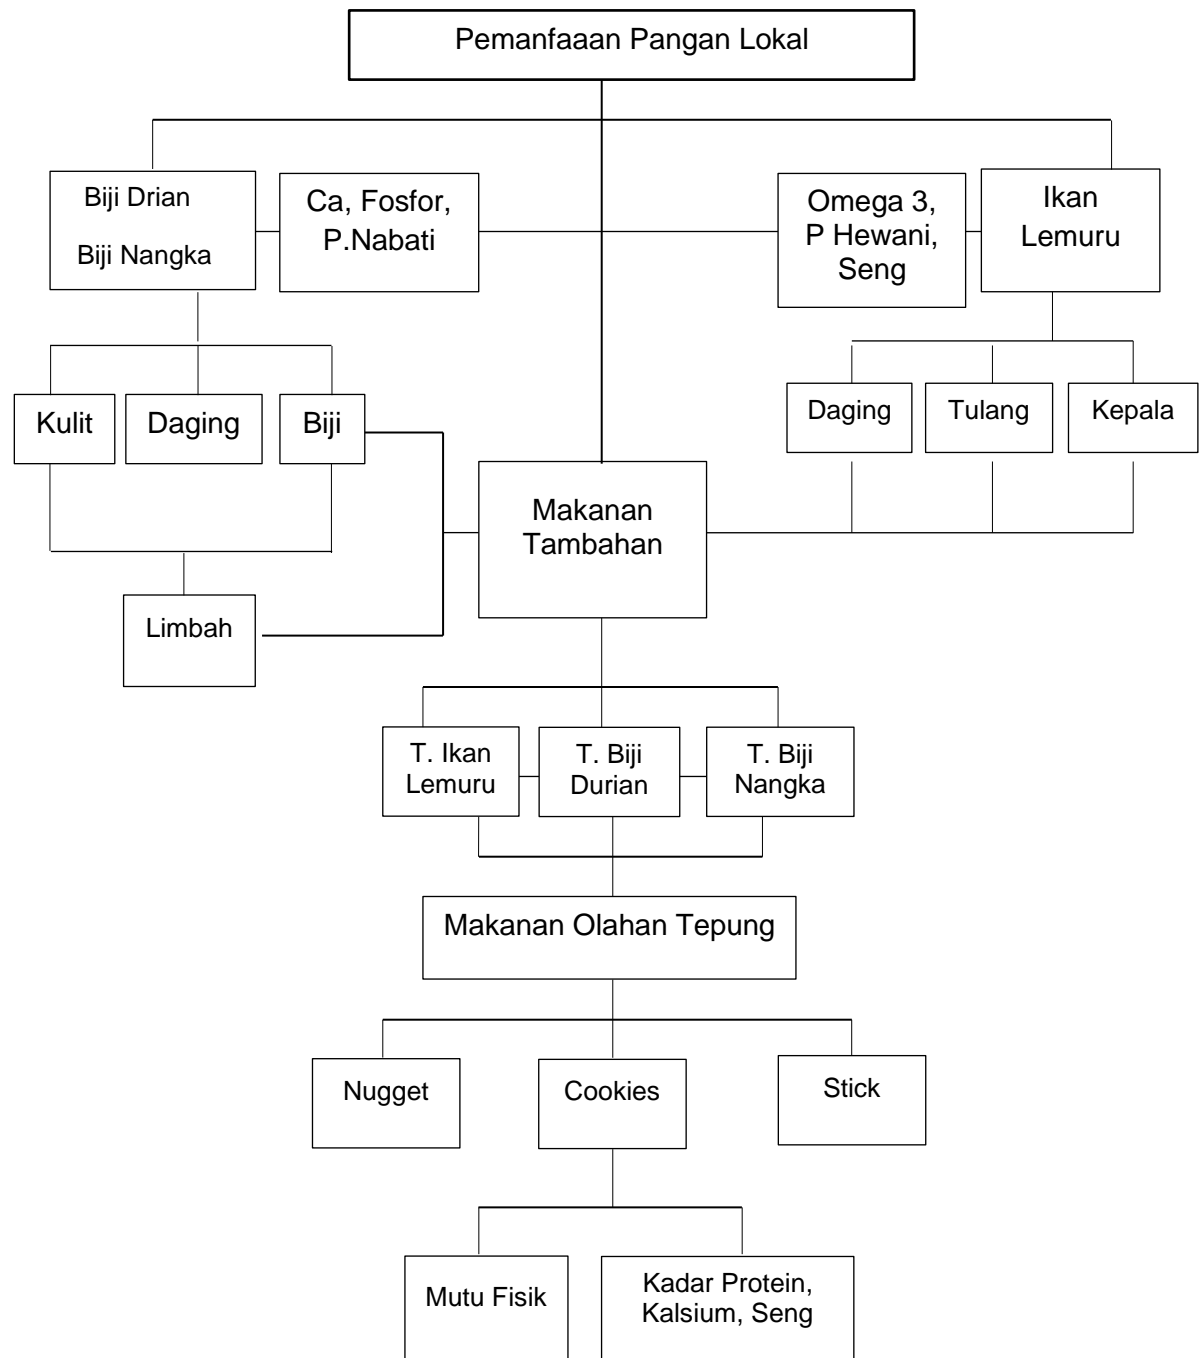 Pemanfaaan Pangan Lokal
Biji Drian
Biji Nangka
Ca, Fosfor,
P.Nabati
Omega 3,
P Hewani,
Seng
Ikan
Lemuru
Kulit
Daging
Biji
Daging
Tulang
Kepala
Makanan
Tambahan
Limbah
T. Ikan
Lemuru
T. Biji
Durian
T. Biji
Nangka
Makanan Olahan Tepung
Nugget
Cookies
Stick
Mutu Fisik
Kadar Protein,
Kalsium, Seng